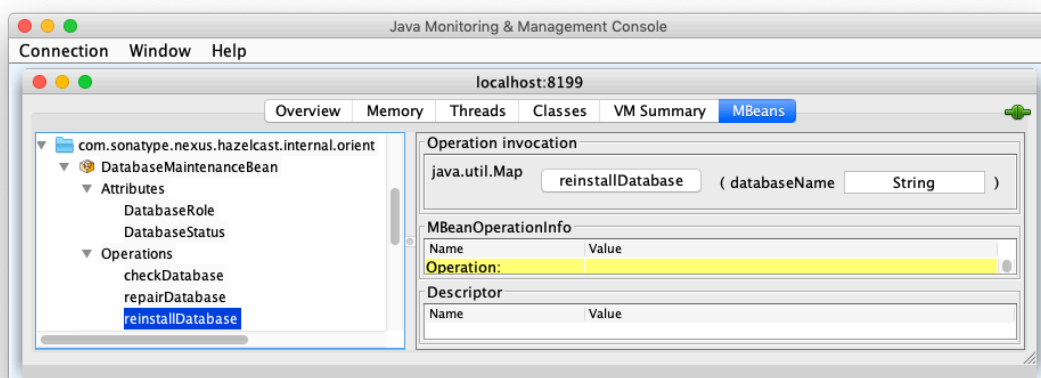 Java Monitoring & Management Console
Connection Window Help
localhost:8199
Overview Memory Threads Classes VM Summary MBeans
com.sonatype.nexus.hazelcast.internal.orient
DatabaseMaintenanceBean
Attributes
DatabaseRole
DatabaseStatus
Operations
checkDatabase
repairDatabase
reinstallDatabase
Operation invocation
java.util.Map reinstallDatabase ( databaseName String )
MBeanOperationInfo
Name Value
Operation:
Descriptor
Name Value